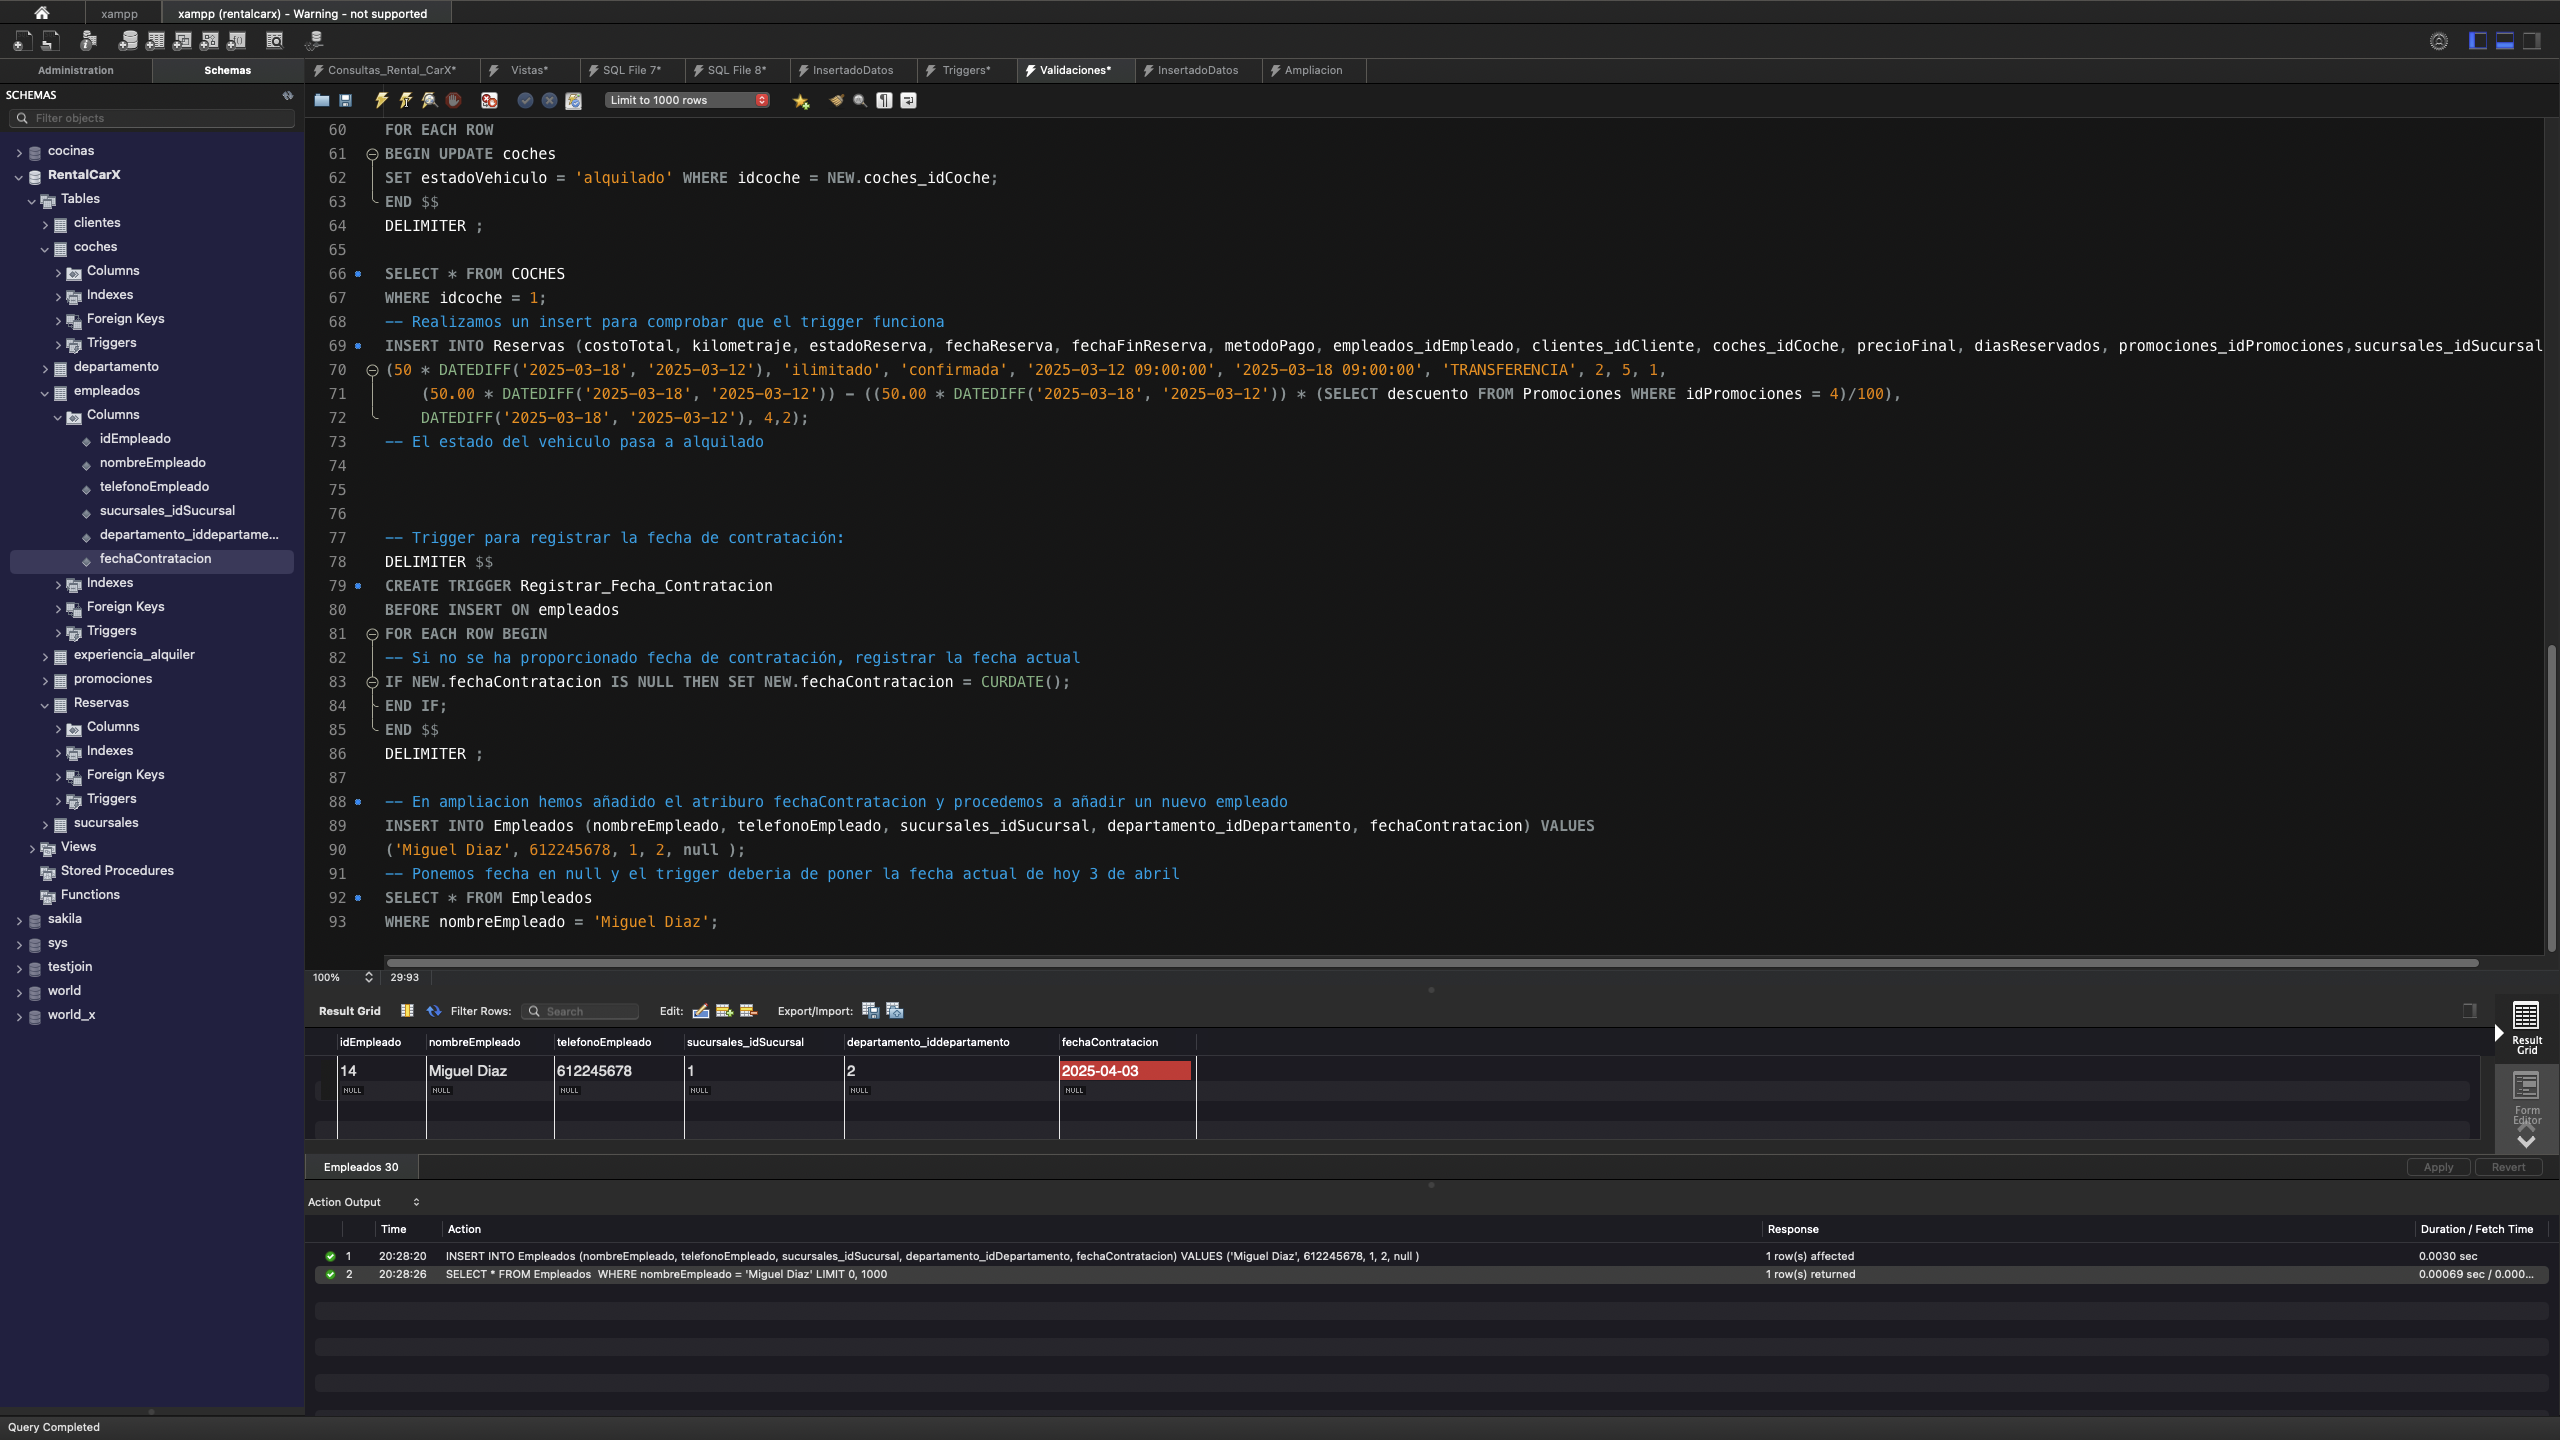 xampp
xampp (rentalcarx) - Warning - not supported
Administration
Schemas
Consultas_Rental_CarX*
Vistas*
SQL File 7*
SQL File 8*
InsertadoDatos
Triggers*
Validaciones*
InsertadoDatos
Ampliacion
SCHEMAS
Filter objects
Limit to 1000 rows
cocinas
RentalCarX
Tables
clientes
coches
Columns
Indexes
Foreign Keys
Triggers
departamento
empleados
Columns
idEmpleado
nombreEmpleado
telefonoEmpleado
sucursales_idSucursal
departamento_iddepartame...
fechaContratacion
Indexes
Foreign Keys
Triggers
experiencia_alquiler
promociones
Reservas
Columns
Indexes
Foreign Keys
Triggers
sucursales
Views
Stored Procedures
Functions
sakila
sys
testjoin
world
world_x
60 FOR EACH ROW
61 BEGIN UPDATE coches
62 SET estadoVehiculo = 'alquilado' WHERE idcoche = NEW.coches_idCoche;
63 END $$
64 DELIMITER ;
65
66 SELECT * FROM COCHES
67 WHERE idcoche = 1;
68 -- Realizamos un insert para comprobar que el trigger funciona
69 INSERT INTO Reservas (costoTotal, kilometraje, estadoReserva, fechaReserva, fechaFinReserva, metodoPago, empleados_idEmpleado, clientes_idCliente, coches_idCoche, precioFinal, diasReservados, promociones_idPromociones,sucursales_idSucursal
70 (50 * DATEDIFF('2025-03-18', '2025-03-12'), 'ilimitado', 'confirmada', '2025-03-12 09:00:00', '2025-03-18 09:00:00', 'TRANSFERENCIA', 2, 5, 1,
71 (50.00 * DATEDIFF('2025-03-18', '2025-03-12')) - ((50.00 * DATEDIFF('2025-03-18', '2025-03-12')) * (SELECT descuento FROM Promociones WHERE idPromociones = 4)/100),
72 DATEDIFF('2025-03-18', '2025-03-12'), 4,2);
73 -- El estado del vehiculo pasa a alquilado
74
75
76
77 -- Trigger para registrar la fecha de contratación:
78 DELIMITER $$
79 CREATE TRIGGER Registrar_Fecha_Contratacion
80 BEFORE INSERT ON empleados
81 FOR EACH ROW BEGIN
82 -- Si no se ha proporcionado fecha de contratación, registrar la fecha actual
83 IF NEW.fechaContratacion IS NULL THEN SET NEW.fechaContratacion = CURDATE();
84 END IF;
85 END $$
86 DELIMITER ;
87
88 -- En ampliacion hemos añadido el atriburo fechaContratacion y procedemos a añadir un nuevo empleado
89 INSERT INTO Empleados (nombreEmpleado, telefonoEmpleado, sucursales_idSucursal, departamento_idDepartamento, fechaContratacion) VALUES
90 ('Miguel Diaz', 612245678, 1, 2, null );
91 -- Ponemos fecha en null y el trigger deberia de poner la fecha actual de hoy 3 de abril
92 SELECT * FROM Empleados
93 WHERE nombreEmpleado = 'Miguel Diaz';
100%
29:93
Result Grid
Filter Rows:
Search
Edit:
Export/Import:
idEmpleado nombreEmpleado telefonoEmpleado sucursales_idSucursal departamento_iddepartamento fechaContratacion
14 Miguel Diaz 612245678 1 2 2025-04-03
NULL NULL NULL NULL NULL NULL
Result Grid
Form Editor
Empleados 30
Apply
Revert
Action Output
Time Action Response Duration / Fetch Time
1 20:28:20 INSERT INTO Empleados (nombreEmpleado, telefonoEmpleado, sucursales_idSucursal, departamento_idDepartamento, fechaContratacion) VALUES ('Miguel Diaz', 612245678, 1, 2, null ) 1 row(s) affected 0.0030 sec
2 20:28:26 SELECT * FROM Empleados WHERE nombreEmpleado = 'Miguel Diaz' LIMIT 0, 1000 1 row(s) returned 0.00069 sec / 0.000...
Query Completed